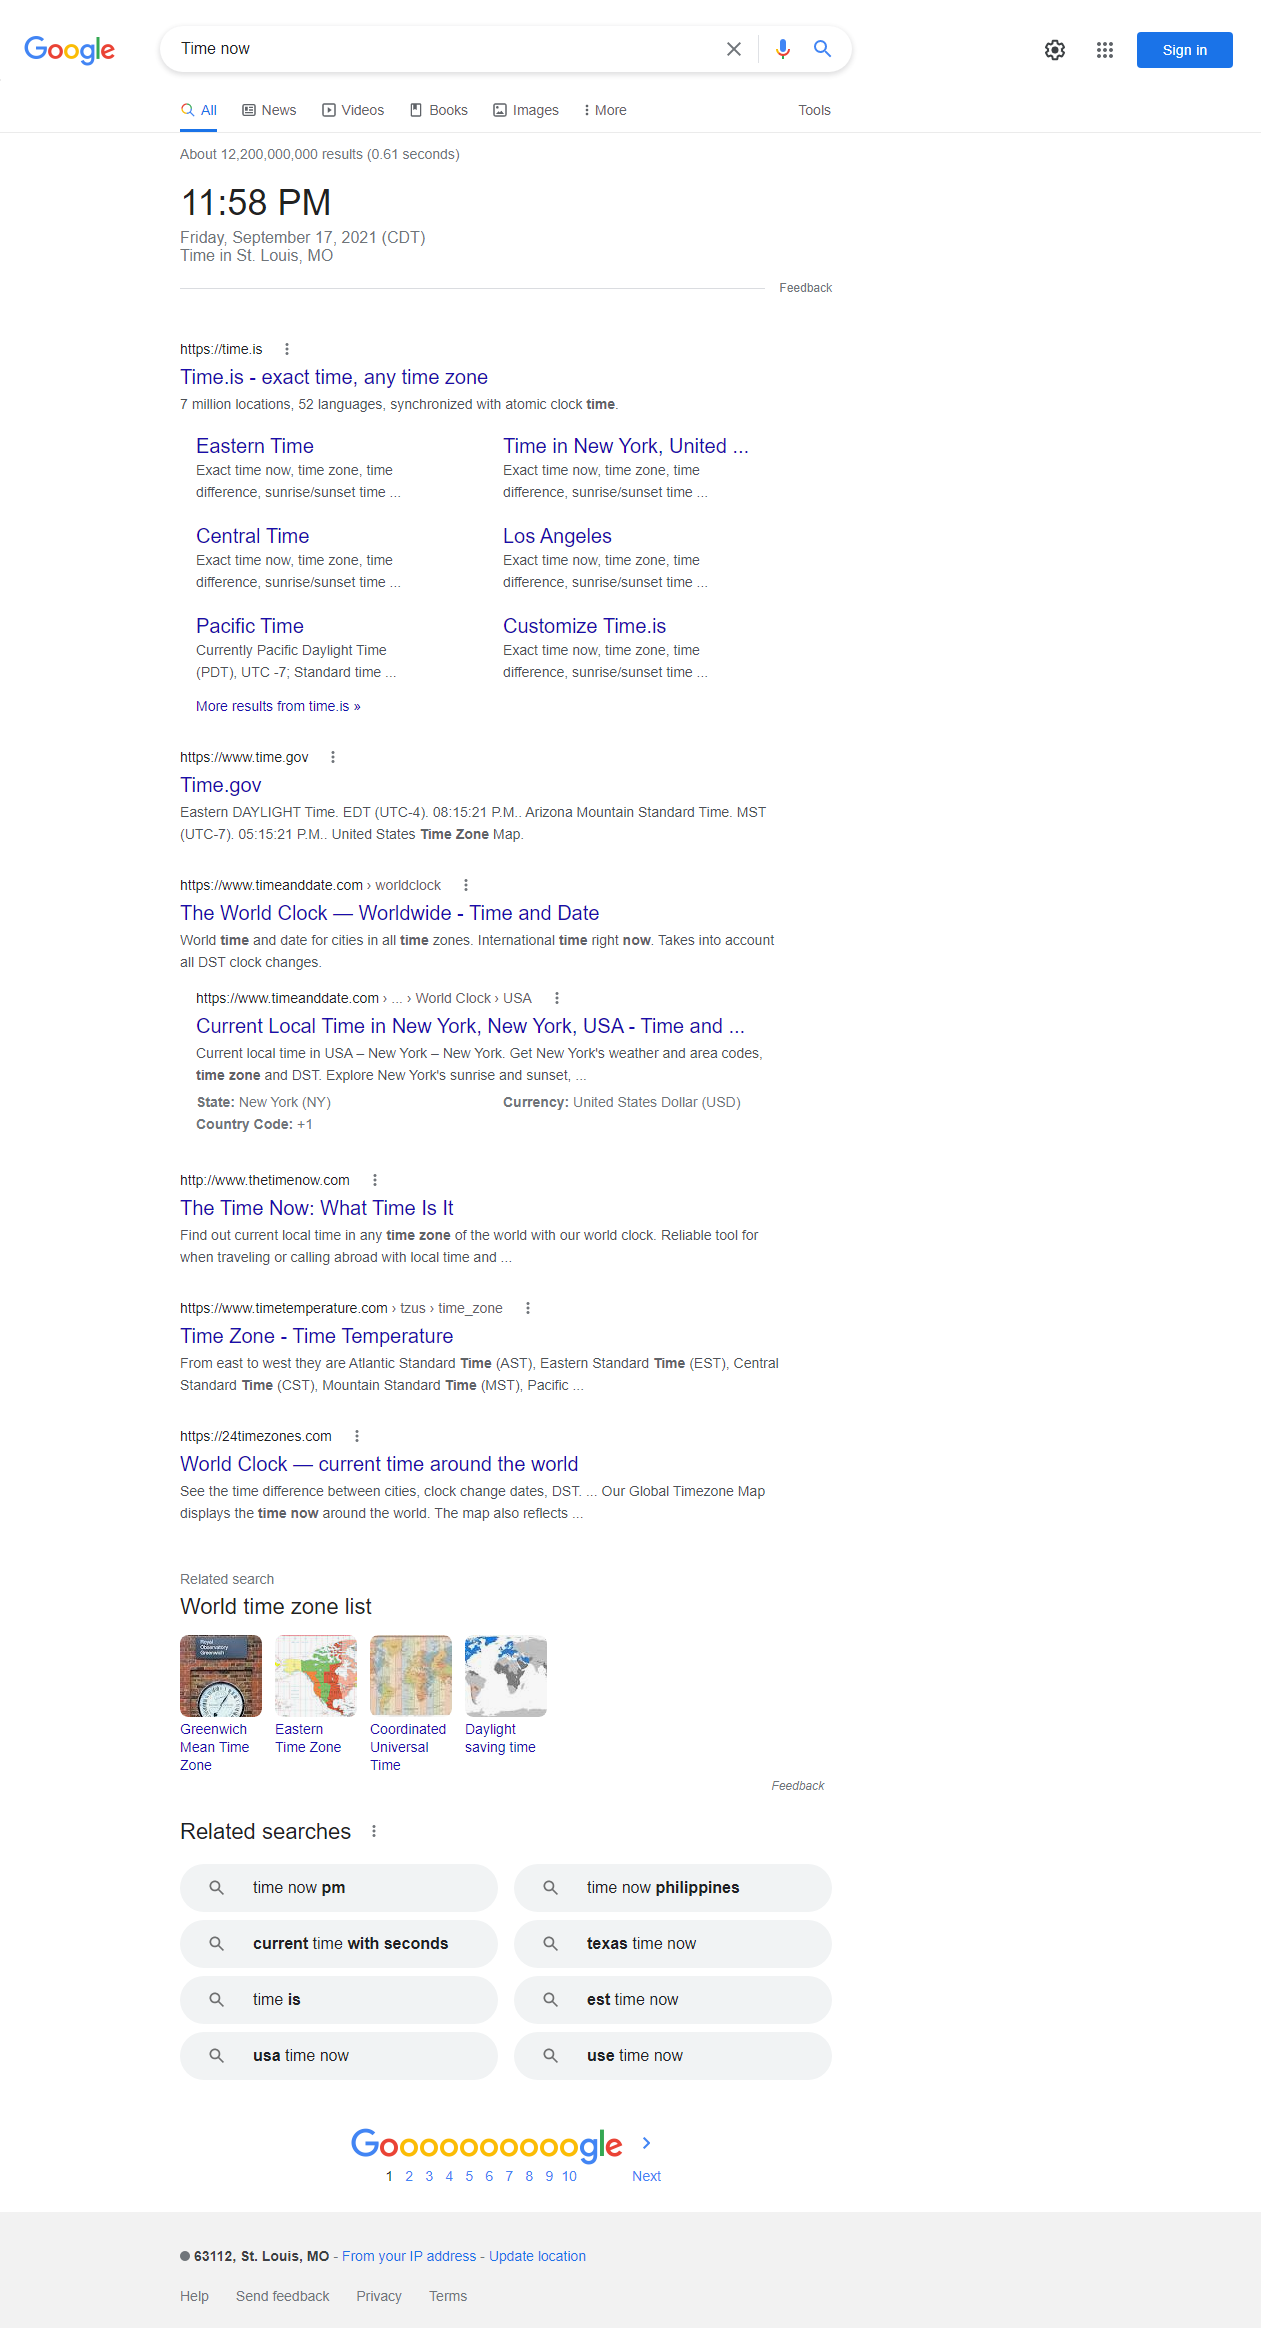 Google
Time now
Sign in
All
News
Videos
Books
Images
More
Tools
About 12,200,000,000 results (0.61 seconds)
11:58 PM
Friday, September 17, 2021 (CDT)
Time in St. Louis, MO
Feedback
https://time.is
Time.is - exact time, any time zone
7 million locations, 52 languages, synchronized with atomic clock time.
Eastern Time
Exact time now, time zone, time
difference, sunrise/sunset time ...
Time in New York, United ...
Exact time now, time zone, time
difference, sunrise/sunset time ...
Central Time
Exact time now, time zone, time
difference, sunrise/sunset time ...
Los Angeles
Exact time now, time zone, time
difference, sunrise/sunset time ...
Pacific Time
Currently Pacific Daylight Time
(PDT), UTC -7; Standard time ...
Customize Time.is
Exact time now, time zone, time
difference, sunrise/sunset time ...
More results from time.is »
https://www.time.gov
Time.gov
Eastern DAYLIGHT Time. EDT (UTC-4). 08:15:21 P.M.. Arizona Mountain Standard Time. MST
(UTC-7). 05:15:21 P.M.. United States Time Zone Map.
https://www.timeanddate.com › worldclock
The World Clock — Worldwide - Time and Date
World time and date for cities in all time zones. International time right now. Takes into account
all DST clock changes.
https://www.timeanddate.com › ... › World Clock › USA
Current Local Time in New York, New York, USA - Time and ...
Current local time in USA – New York – New York. Get New York's weather and area codes,
time zone and DST. Explore New York's sunrise and sunset, ...
State: New York (NY)
Currency: United States Dollar (USD)
Country Code: +1
http://www.thetimenow.com
The Time Now: What Time Is It
Find out current local time in any time zone of the world with our world clock. Reliable tool for
when traveling or calling abroad with local time and ...
https://www.timetemperature.com › tzus › time_zone
Time Zone - Time Temperature
From east to west they are Atlantic Standard Time (AST), Eastern Standard Time (EST), Central
Standard Time (CST), Mountain Standard Time (MST), Pacific ...
https://24timezones.com
World Clock — current time around the world
See the time difference between cities, clock change dates, DST. ... Our Global Timezone Map
displays the time now around the world. The map also reflects ...
Related search
World time zone list
Royal
Observatory
Greenwich
Greenwich
Mean Time
Zone
Eastern
Time Zone
Coordinated
Universal
Time
Daylight
saving time
Feedback
Related searches
time now pm
time now philippines
current time with seconds
texas time now
time is
est time now
usa time now
use time now
Goooooooooogle
1 2 3 4 5 6 7 8 9 10 Next
63112, St. Louis, MO - From your IP address - Update location
Help Send feedback Privacy Terms